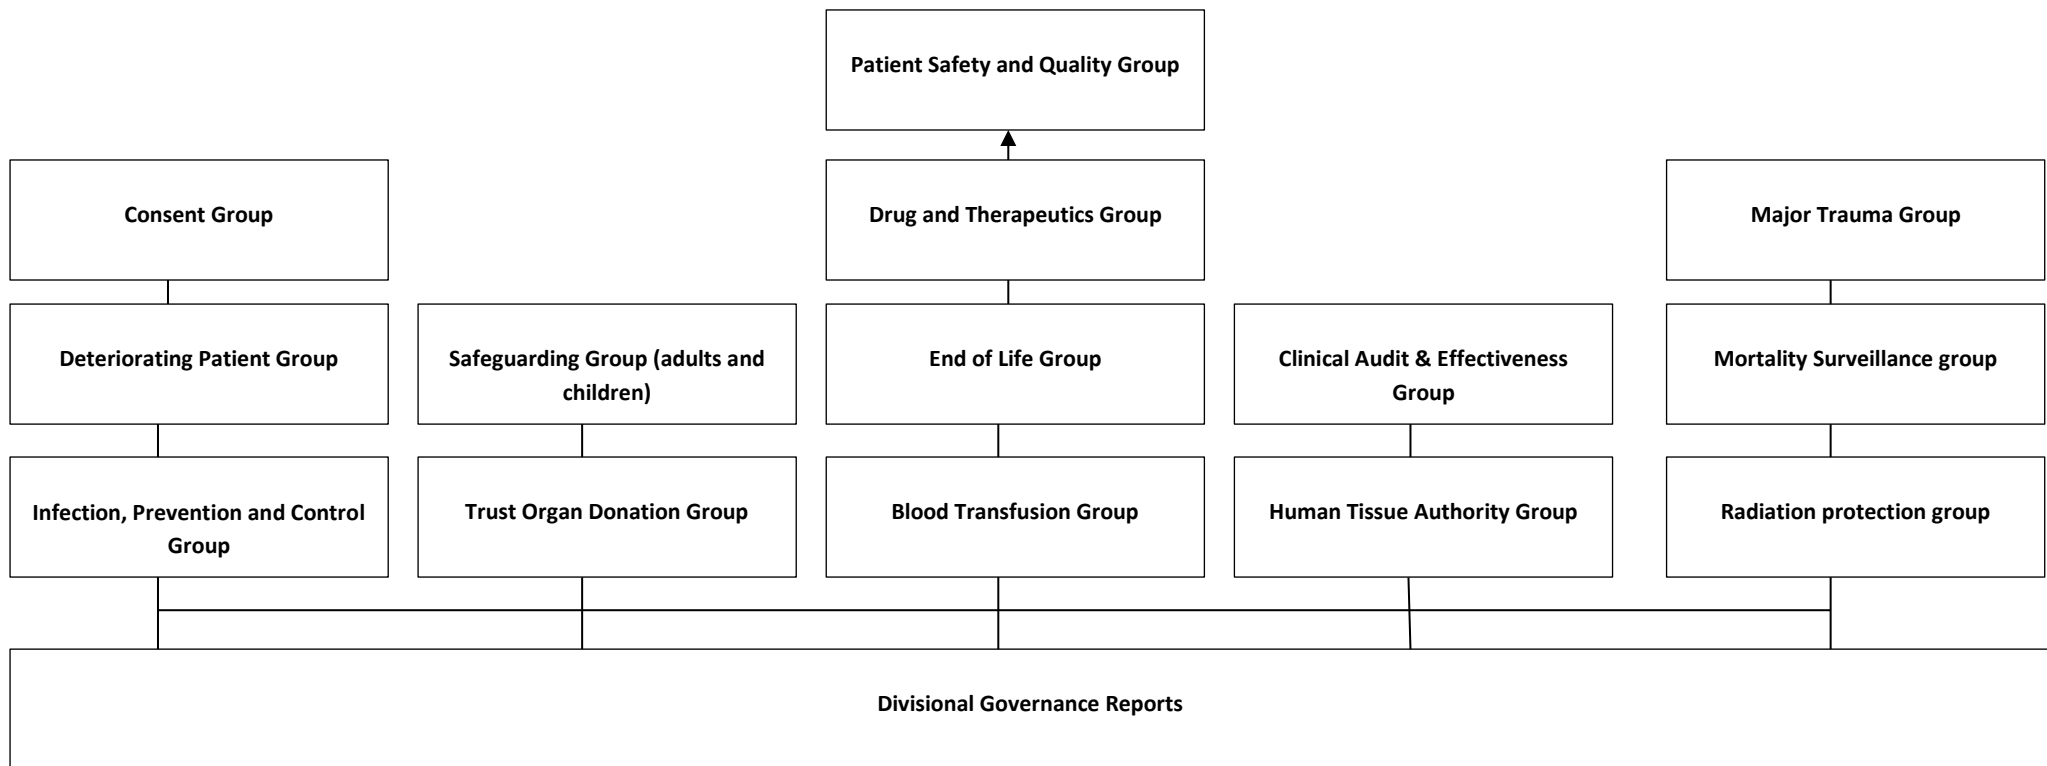 Patient Safety and Quality Group
Consent Group
Drug and Therapeutics Group
Major Trauma Group
Deteriorating Patient Group
Safeguarding Group (adults and
children)
End of Life Group
Clinical Audit & Effectiveness
Group
Mortality Surveillance group
Infection, Prevention and Control
Group
Trust Organ Donation Group
Blood Transfusion Group
Human Tissue Authority Group
Radiation protection group
Divisional Governance Reports